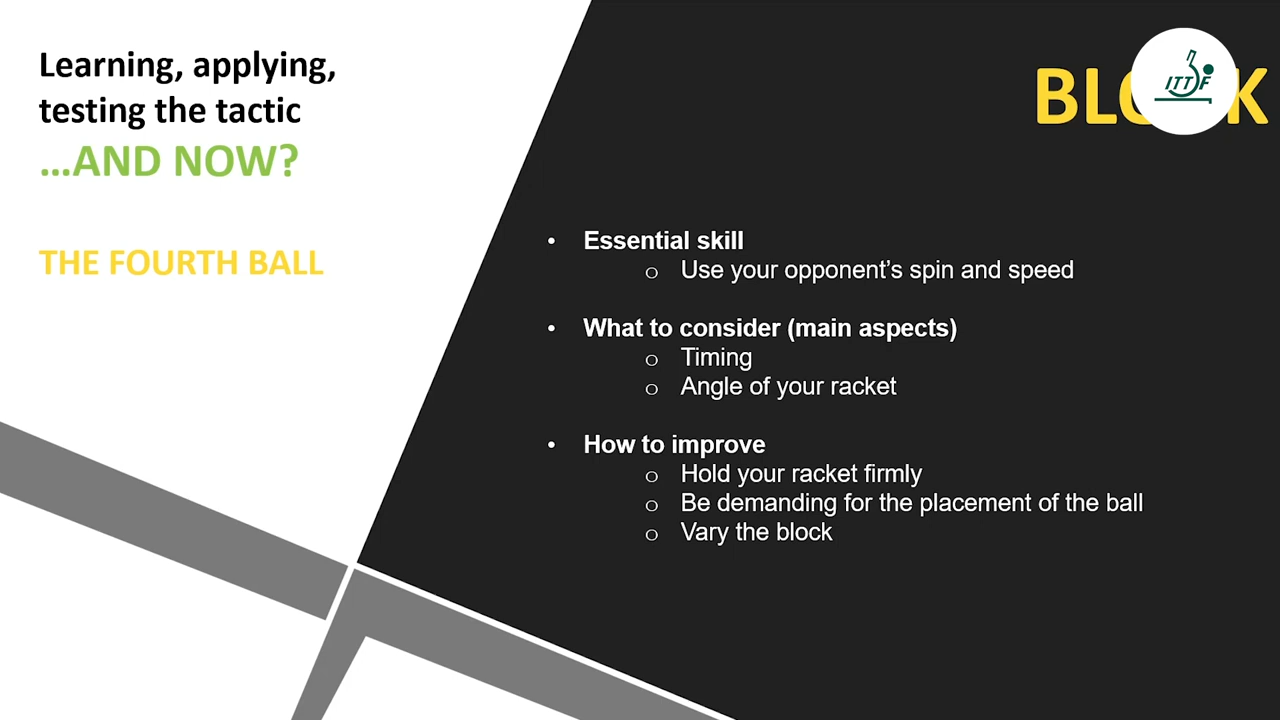 Learning, applying,
testing the tactic
...AND NOW?
THE FOURTH BALL
ITTF
• Essential skill
o Use your opponent's spin and speed
• What to consider (main aspects)
o Timing
o Angle of your racket
• How to improve
o Hold your racket firmly
o Be demanding for the placement of the ball
o Vary the block